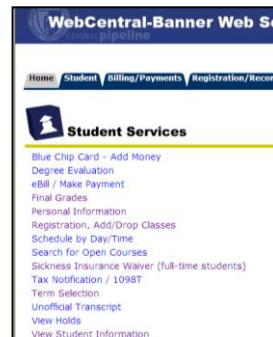 WebCentral-Banner Web Se
CENTRAL pipeline
Home Student Billing/Payments Registration/Recor
Student Services
Blue Chip Card - Add Money
Degree Evaluation
eBill / Make Payment
Final Grades
Personal Information
Registration, Add/Drop Classes
Schedule by Day/Time
Search for Open Courses
Sickness Insurance Waiver (full-time students)
Tax Notification / 1098T
Term Selection
Unofficial Transcript
View Holds
View Student Information